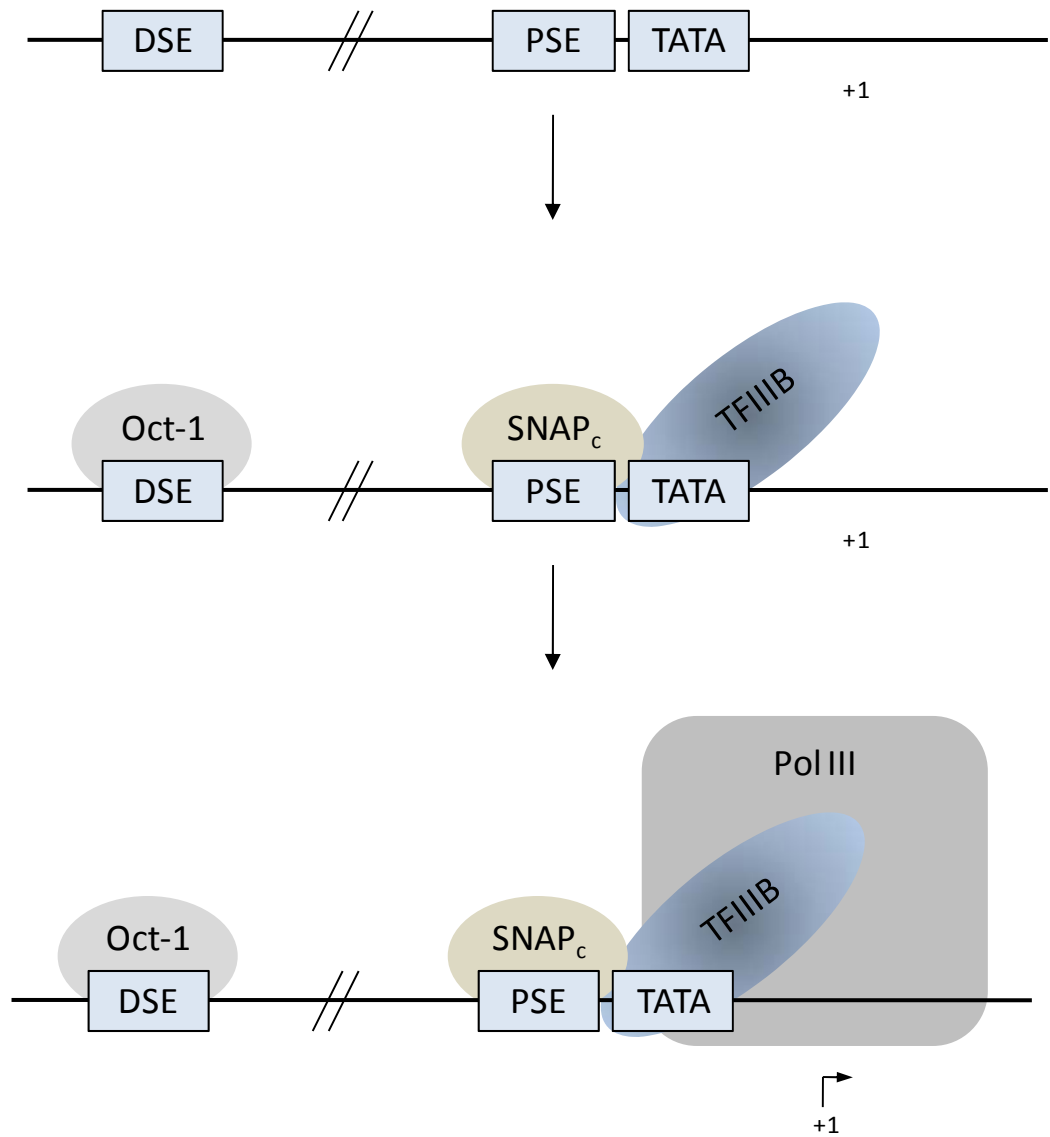 DSE
PSE
TATA
+1
Oct-1
SNAPc
TFIIIB
DSE
PSE
TATA
+1
Pol III
Oct-1
SNAPc
TFIIIB
DSE
PSE
TATA
+1